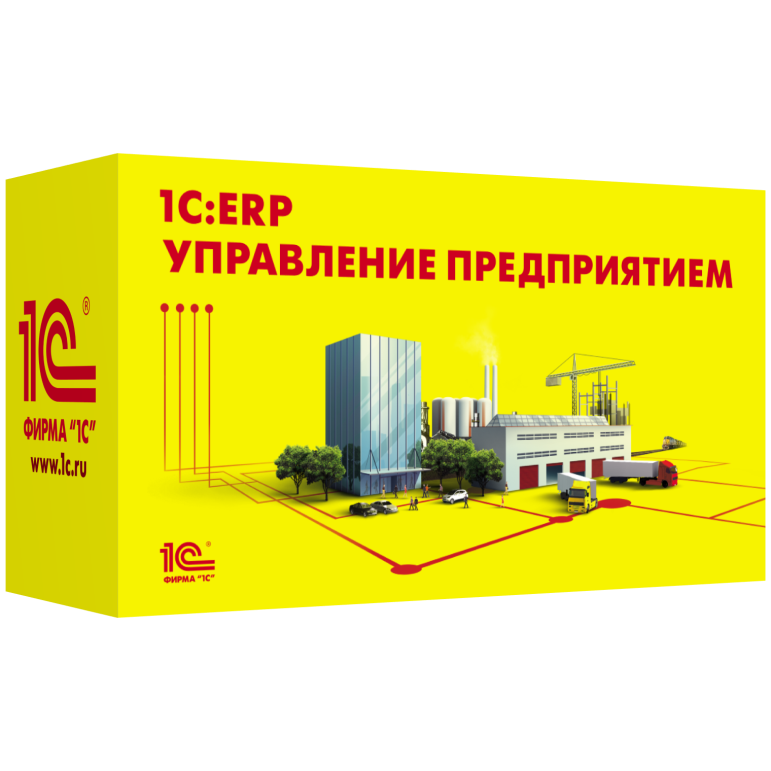 1С:ERP
УПРАВЛЕНИЕ ПРЕДПРИЯТИЕМ
1С®
ФИРМА "1С"
www.1c.ru
1С®
ФИРМА "1С"